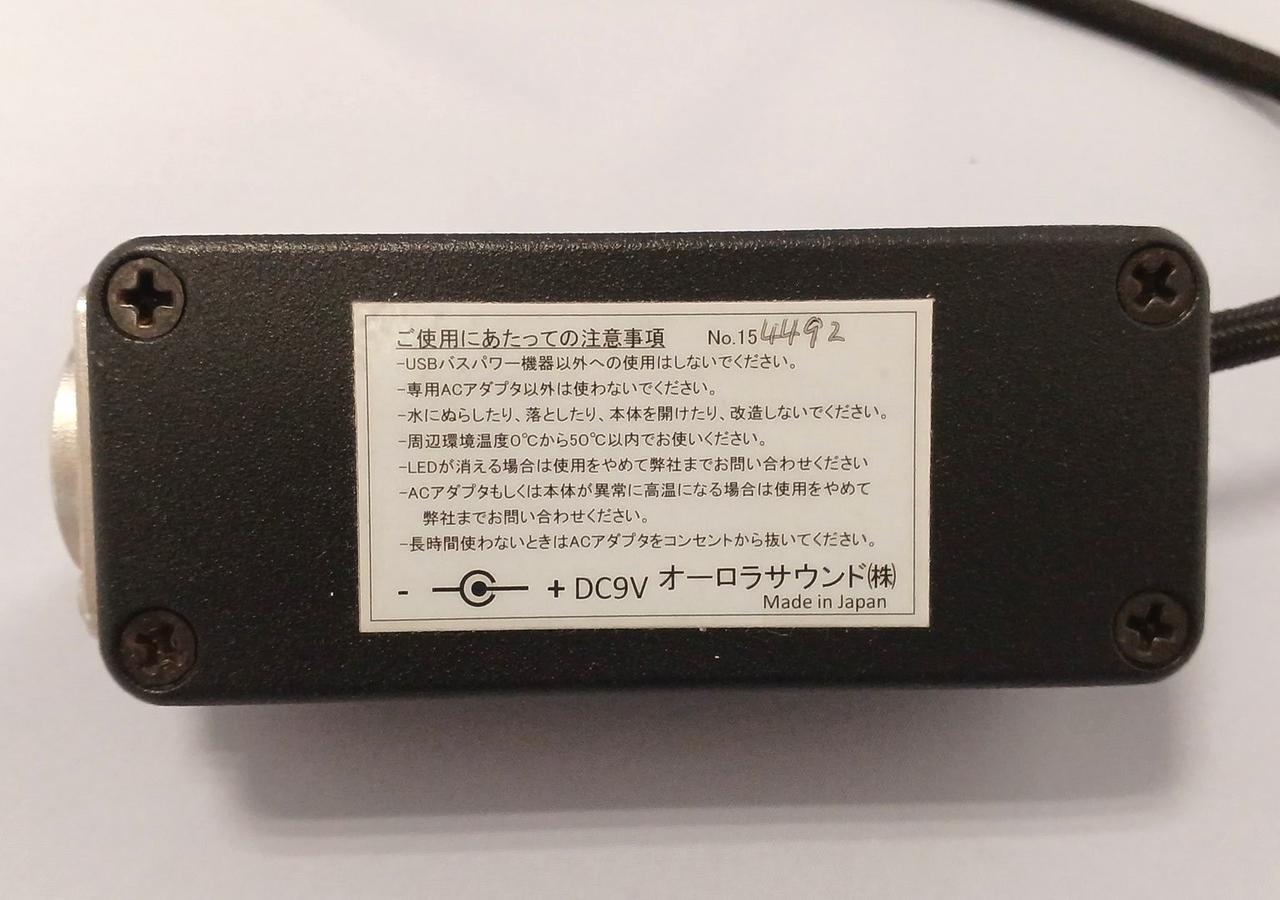 ご使用にあたっての注意事項 No.154492
-USBバスパワー機器以外への使用はしないでください。
-専用ACアダプタ以外は使わないでください。
-水にぬらしたり、落としたり、本体を開けたり、改造しないでください。
-周辺環境温度0℃から50℃以内でお使いください。
-LEDが消える場合は使用をやめて弊社までお問い合わせください
-ACアダプタもしくは本体が異常に高温になる場合は使用をやめて
弊社までお問い合わせください。
-長時間使わないときはACアダプタをコンセントから抜いてください。
- + DC9V オーロラサウンド㈱
Made in Japan